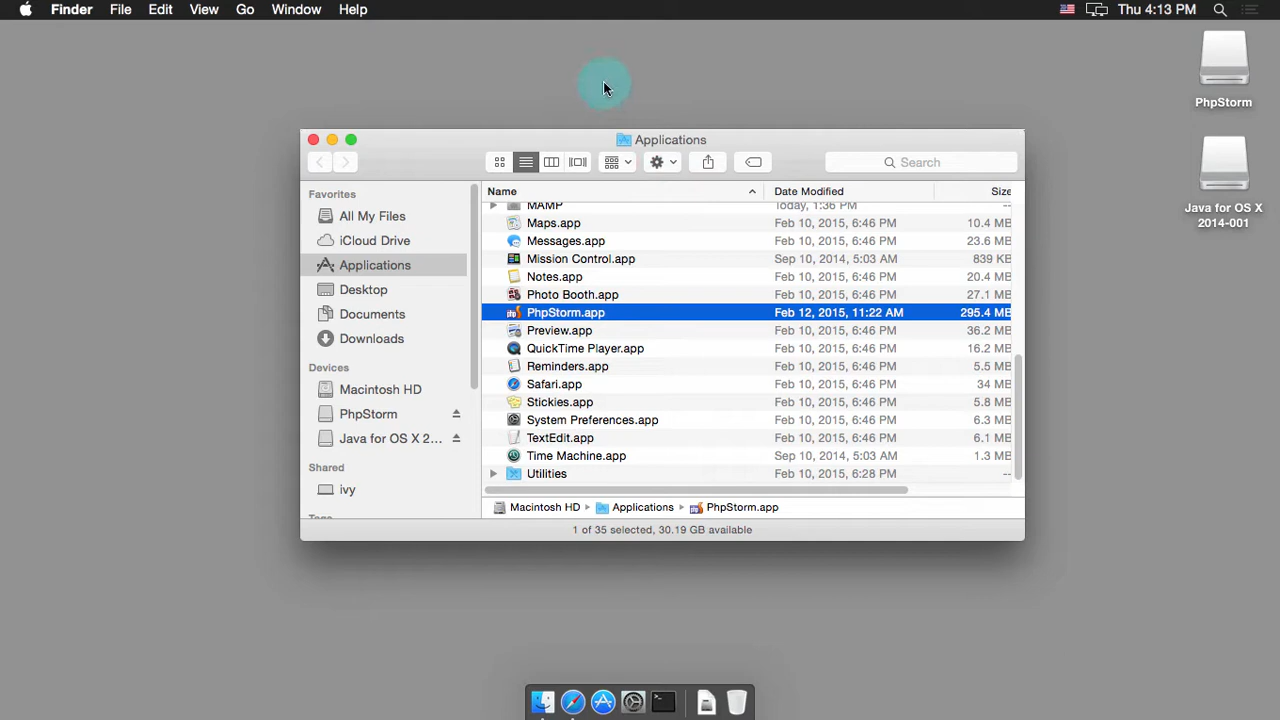 Finder File Edit View Go Window Help Thu 4:13 PM
PhpStorm
Java for OS X
2014-001
Applications
Search
Favorites
All My Files
iCloud Drive
Applications
Desktop
Documents
Downloads
Devices
Macintosh HD
PhpStorm
Java for OS X 2...
Shared
ivy
Tags
Name Date Modified Size
MAMP Today, 1:36 PM --
Maps.app Feb 10, 2015, 6:46 PM 10.4 MB
Messages.app Feb 10, 2015, 6:46 PM 23.6 MB
Mission Control.app Sep 10, 2014, 5:03 AM 839 KB
Notes.app Feb 10, 2015, 6:46 PM 20.4 MB
Photo Booth.app Feb 10, 2015, 6:46 PM 27.1 MB
PhpStorm.app Feb 12, 2015, 11:22 AM 295.4 MB
Preview.app Feb 10, 2015, 6:46 PM 36.2 MB
QuickTime Player.app Feb 10, 2015, 6:46 PM 16.2 MB
Reminders.app Feb 10, 2015, 6:46 PM 5.5 MB
Safari.app Feb 10, 2015, 6:46 PM 34 MB
Stickies.app Feb 10, 2015, 6:46 PM 5.8 MB
System Preferences.app Feb 10, 2015, 6:46 PM 6.3 MB
TextEdit.app Feb 10, 2015, 6:46 PM 6.1 MB
Time Machine.app Sep 10, 2014, 5:03 AM 1.3 MB
Utilities Feb 10, 2015, 6:28 PM --
Macintosh HD Applications PhpStorm.app
1 of 35 selected, 30.19 GB available